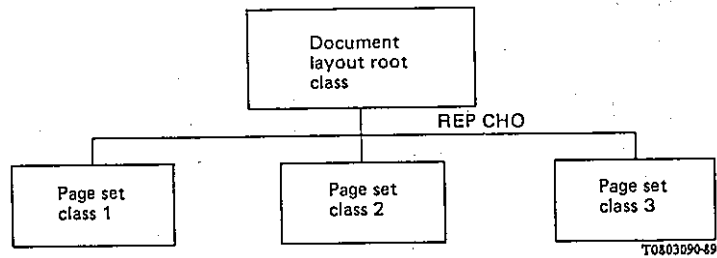 Document
layout root
class
REP CHO
Page set
class 1
Page set
class 2
Page set
class 3
T0803090-89